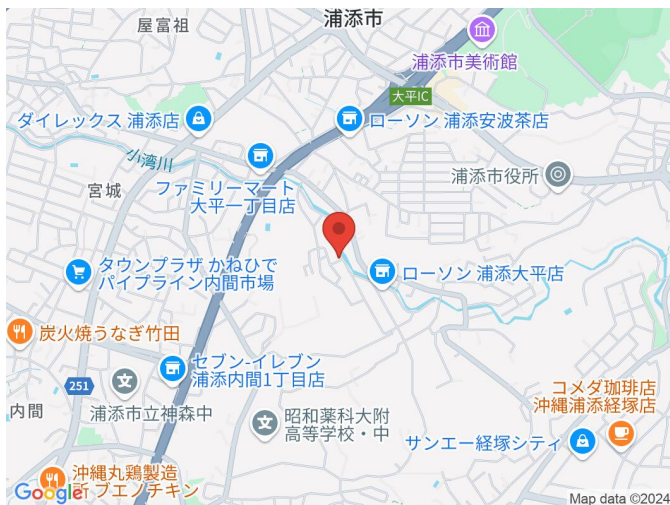 屋富祖
浦添市
浦添市美術館
ダイレックス 浦添店
大平IC
ローソン 浦添安波茶店
小湾川
宮城
ファミリーマート
大平一丁目店
浦添市役所
タウンプラザ かねひで
パイプライン内間市場
ローソン 浦添大平店
炭火焼うなぎ竹田
セブン-イレブン
浦添内間1丁目店
251
内間
浦添市立神森中
昭和薬科大附
高等学校・中
コメダ珈琲店
沖縄浦添経塚店
サンエー経塚シティ
沖縄丸鶏製造
所 ブエノチキン
Google
Map data ©2024